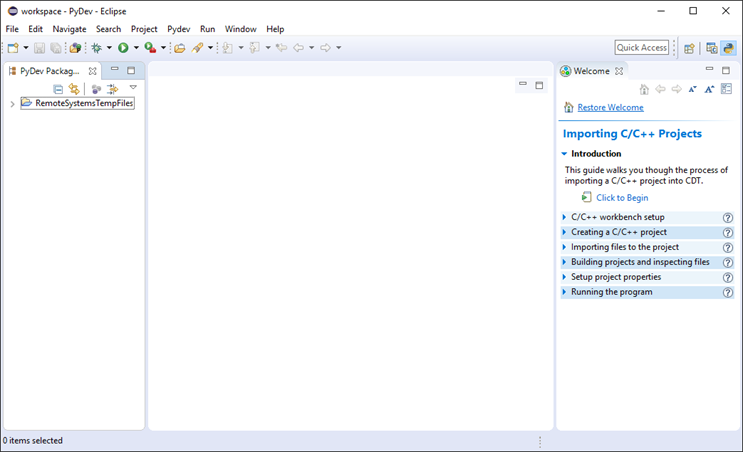 workspace - PyDev - Eclipse
File Edit Navigate Search Project Pydev Run Window Help
Quick Access
PyDev Packag...
RemoteSystemsTempFiles
Welcome
Restore Welcome
Importing C/C++ Projects
Introduction
This guide walks you though the process of
importing a C/C++ project into CDT.
Click to Begin
C/C++ workbench setup
Creating a C/C++ project
Importing files to the project
Building projects and inspecting files
Setup project properties
Running the program
0 items selected